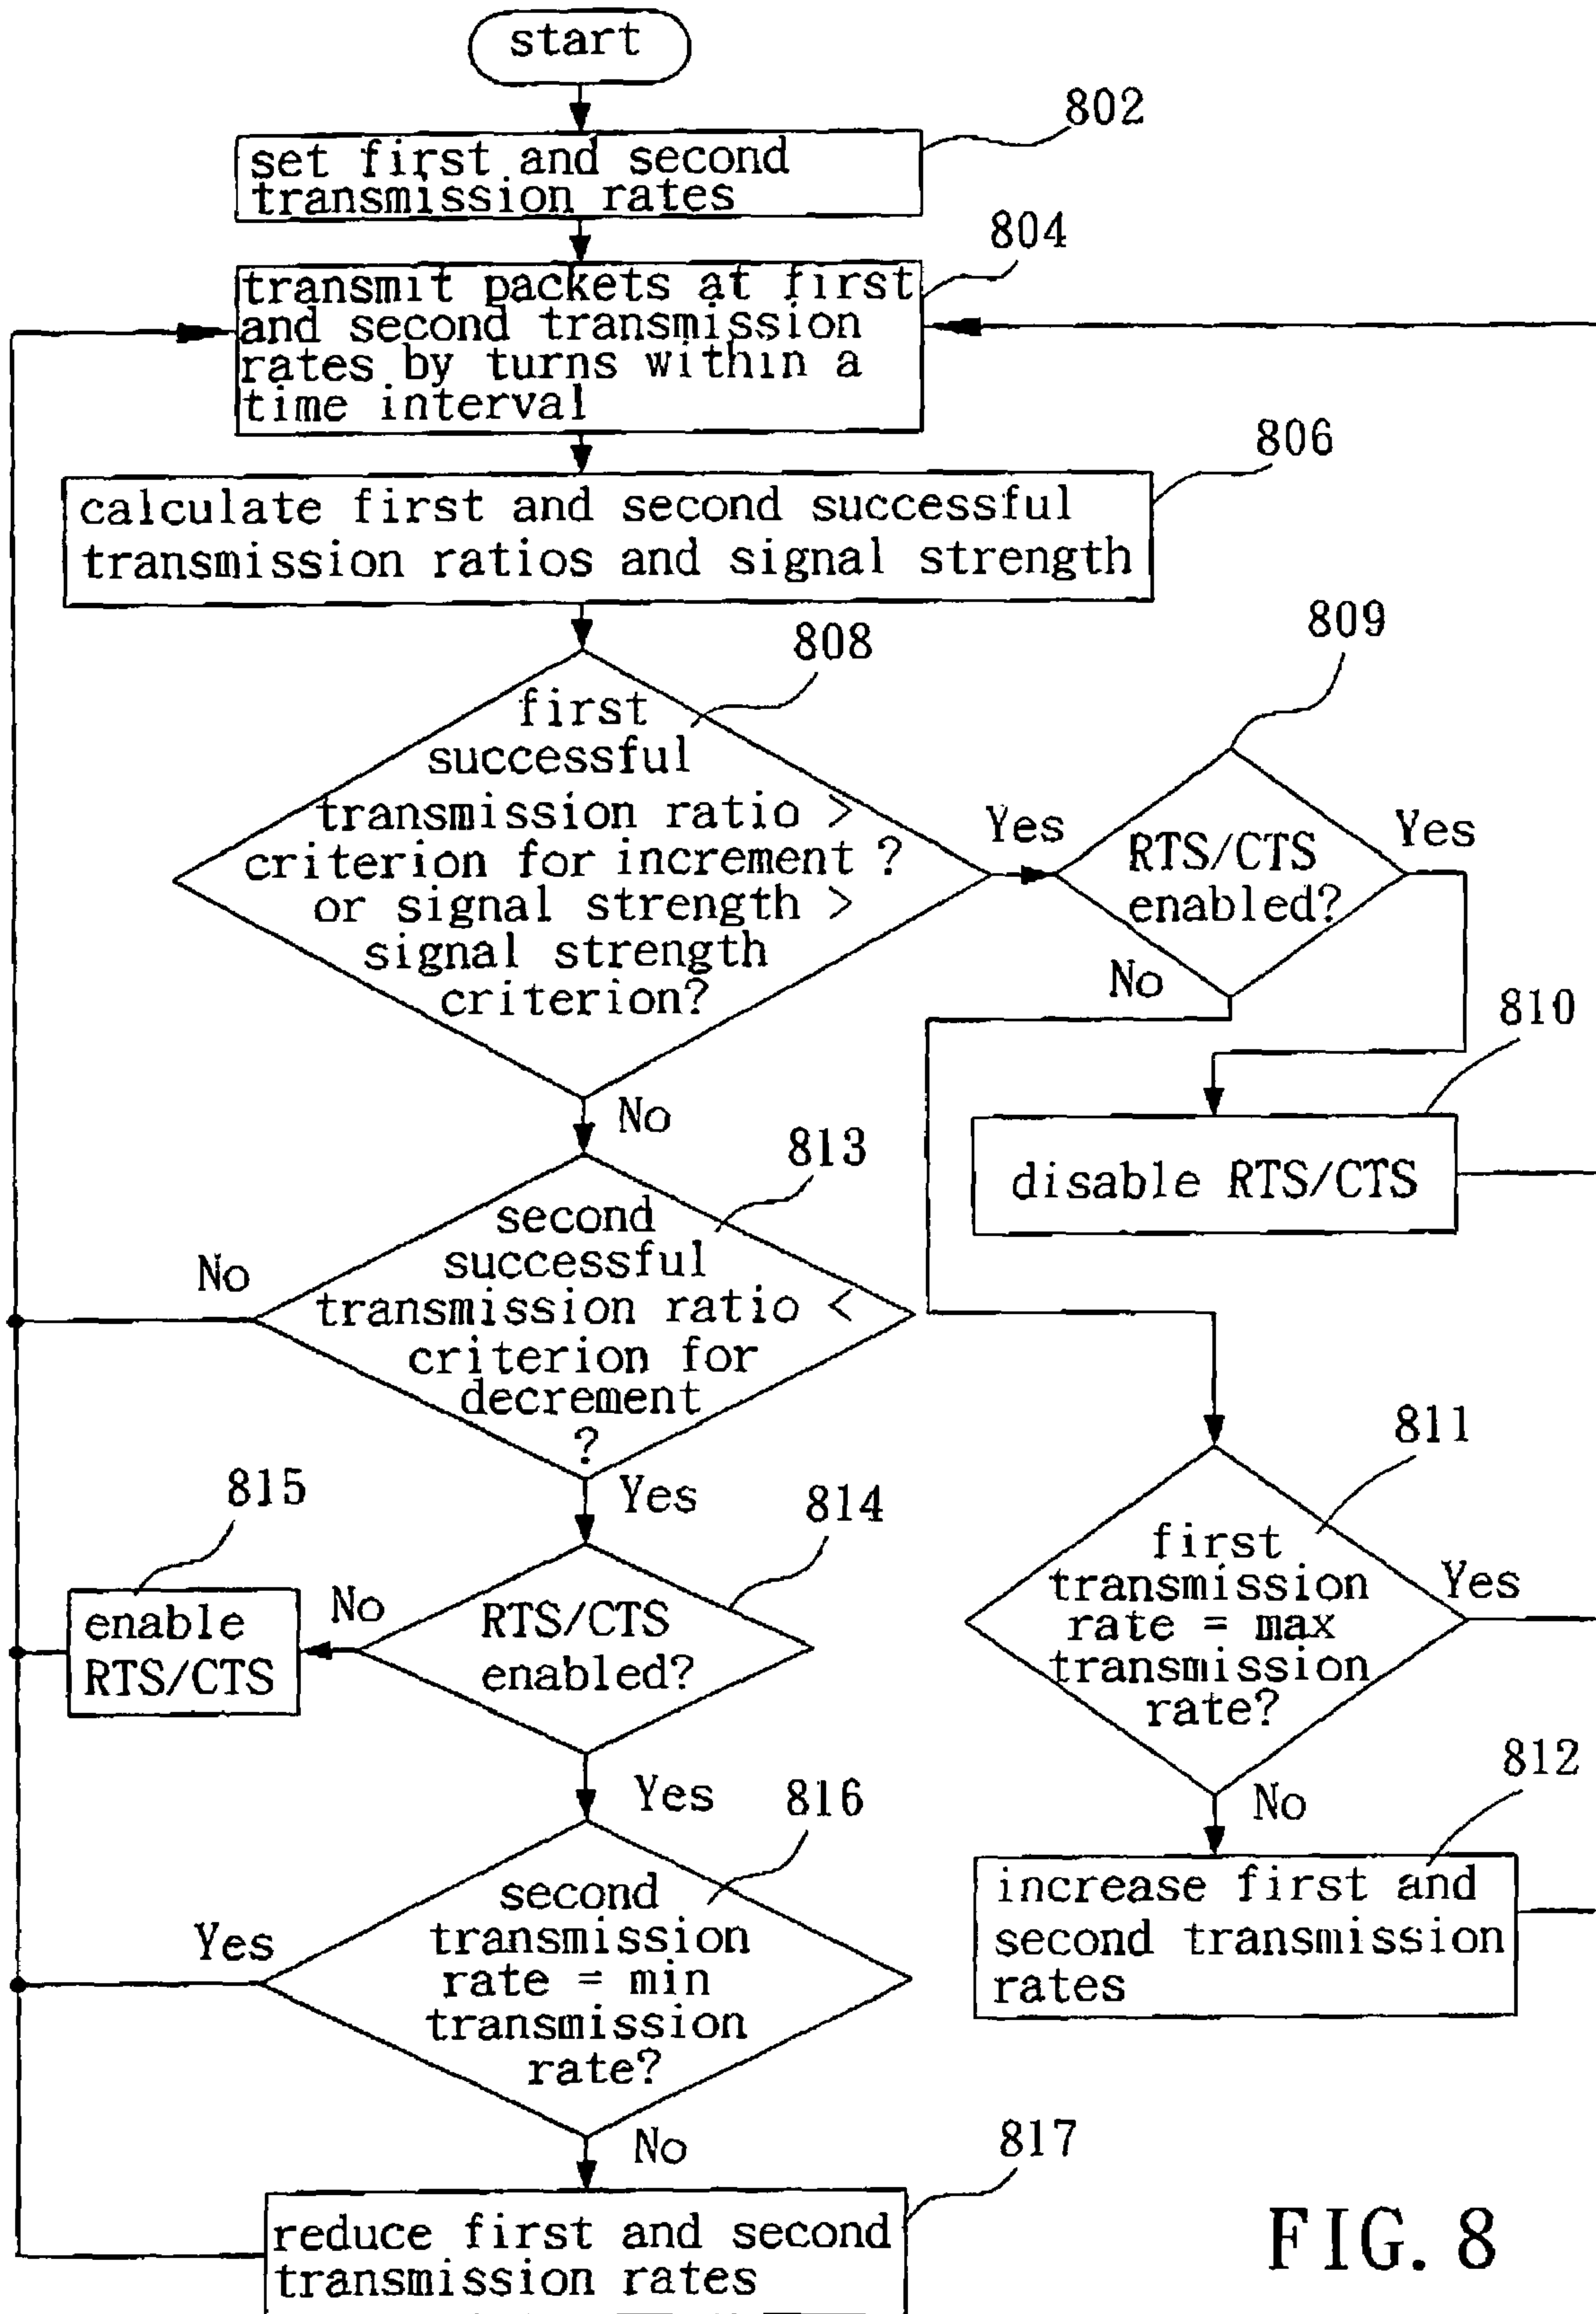 start
802
set first and second
transmission rates
804
transmit packets at first
and second transmission
rates by turns within a
time interval
806
calculate first and second successful
transmission ratios and signal strength
808
first
successful
transmission ratio >
criterion for increment ?
or signal strength >
signal strength
criterion?
Yes
No
809
RTS/CTS
enabled?
Yes
No
810
disable RTS/CTS
813
second
successful
transmission ratio <
criterion for
decrement
?
No
Yes
811
first
transmission
rate = max
transmission
rate?
Yes
No
815
enable
RTS/CTS
814
No
RTS/CTS
enabled?
Yes
812
increase first and
second transmission
rates
816
second
transmission
rate = min
transmission
rate?
Yes
No
817
reduce first and second
transmission rates
FIG. 8